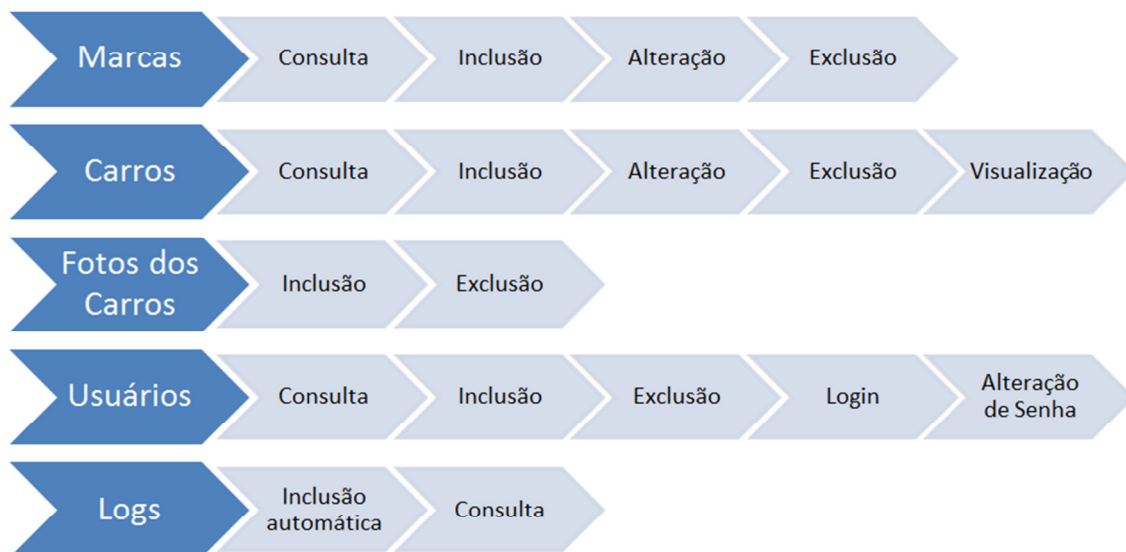 Marcas
Consulta
Inclusão
Alteração
Exclusão
Carros
Consulta
Inclusão
Alteração
Exclusão
Visualização
Fotos dos
Carros
Inclusão
Exclusão
Usuários
Consulta
Inclusão
Exclusão
Login
Alteração
de Senha
Logs
Inclusão
automática
Consulta